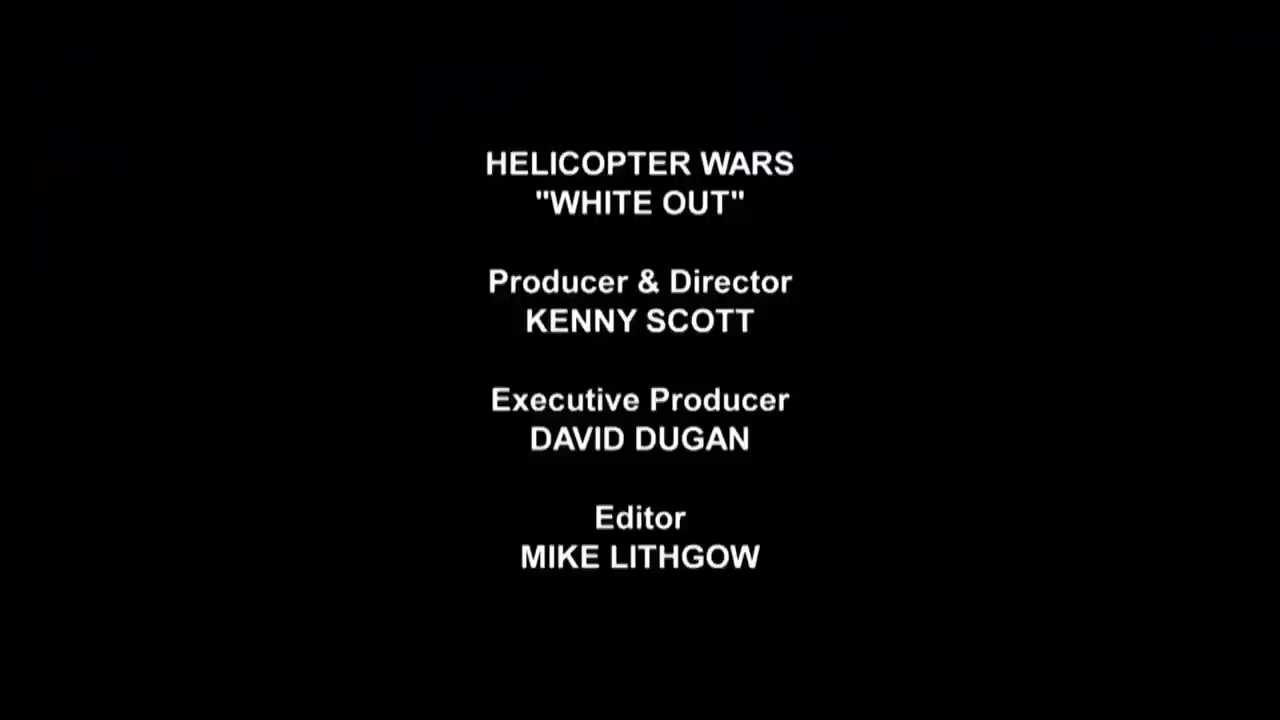 HELICOPTER WARS
"WHITE OUT"
Producer & Director
KENNY SCOTT
Executive Producer
DAVID DUGAN
Editor
MIKE LITHGOW